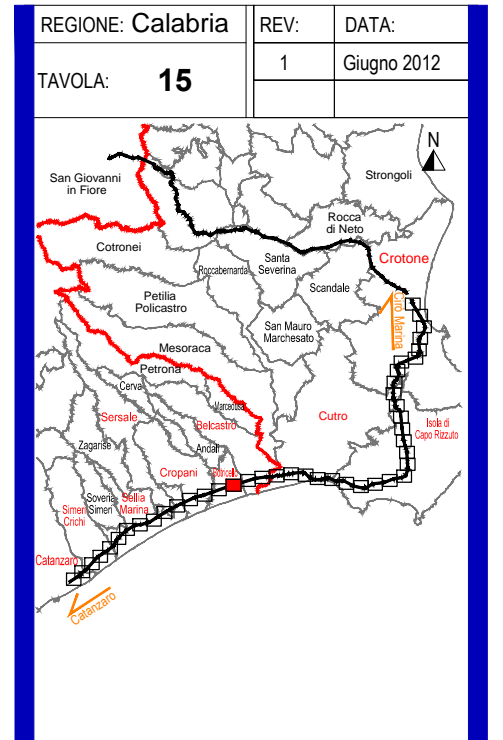 REGIONE: Calabria
REV:
DATA:
TAVOLA: 15
1
Giugno 2012
N
San Giovanni
in Fiore
Strongoli
Rocca
di Neto
Cotronei
Santa
Severina
Crotone
Roccabernarda
Scandale
Petilia
Policastro
Ciro Marina
San Mauro
Marchesato
Mesoraca
Petrona
Cerva
Marcedusa
Sersale
Belcastro
Cutro
Isola di
Capo Rizzuto
Zagarise
Andali
Cropani
Botricello
Soveria
Simeri
Sellia
Marina
Simeri
Crichi
Catanzaro
Catanzaro